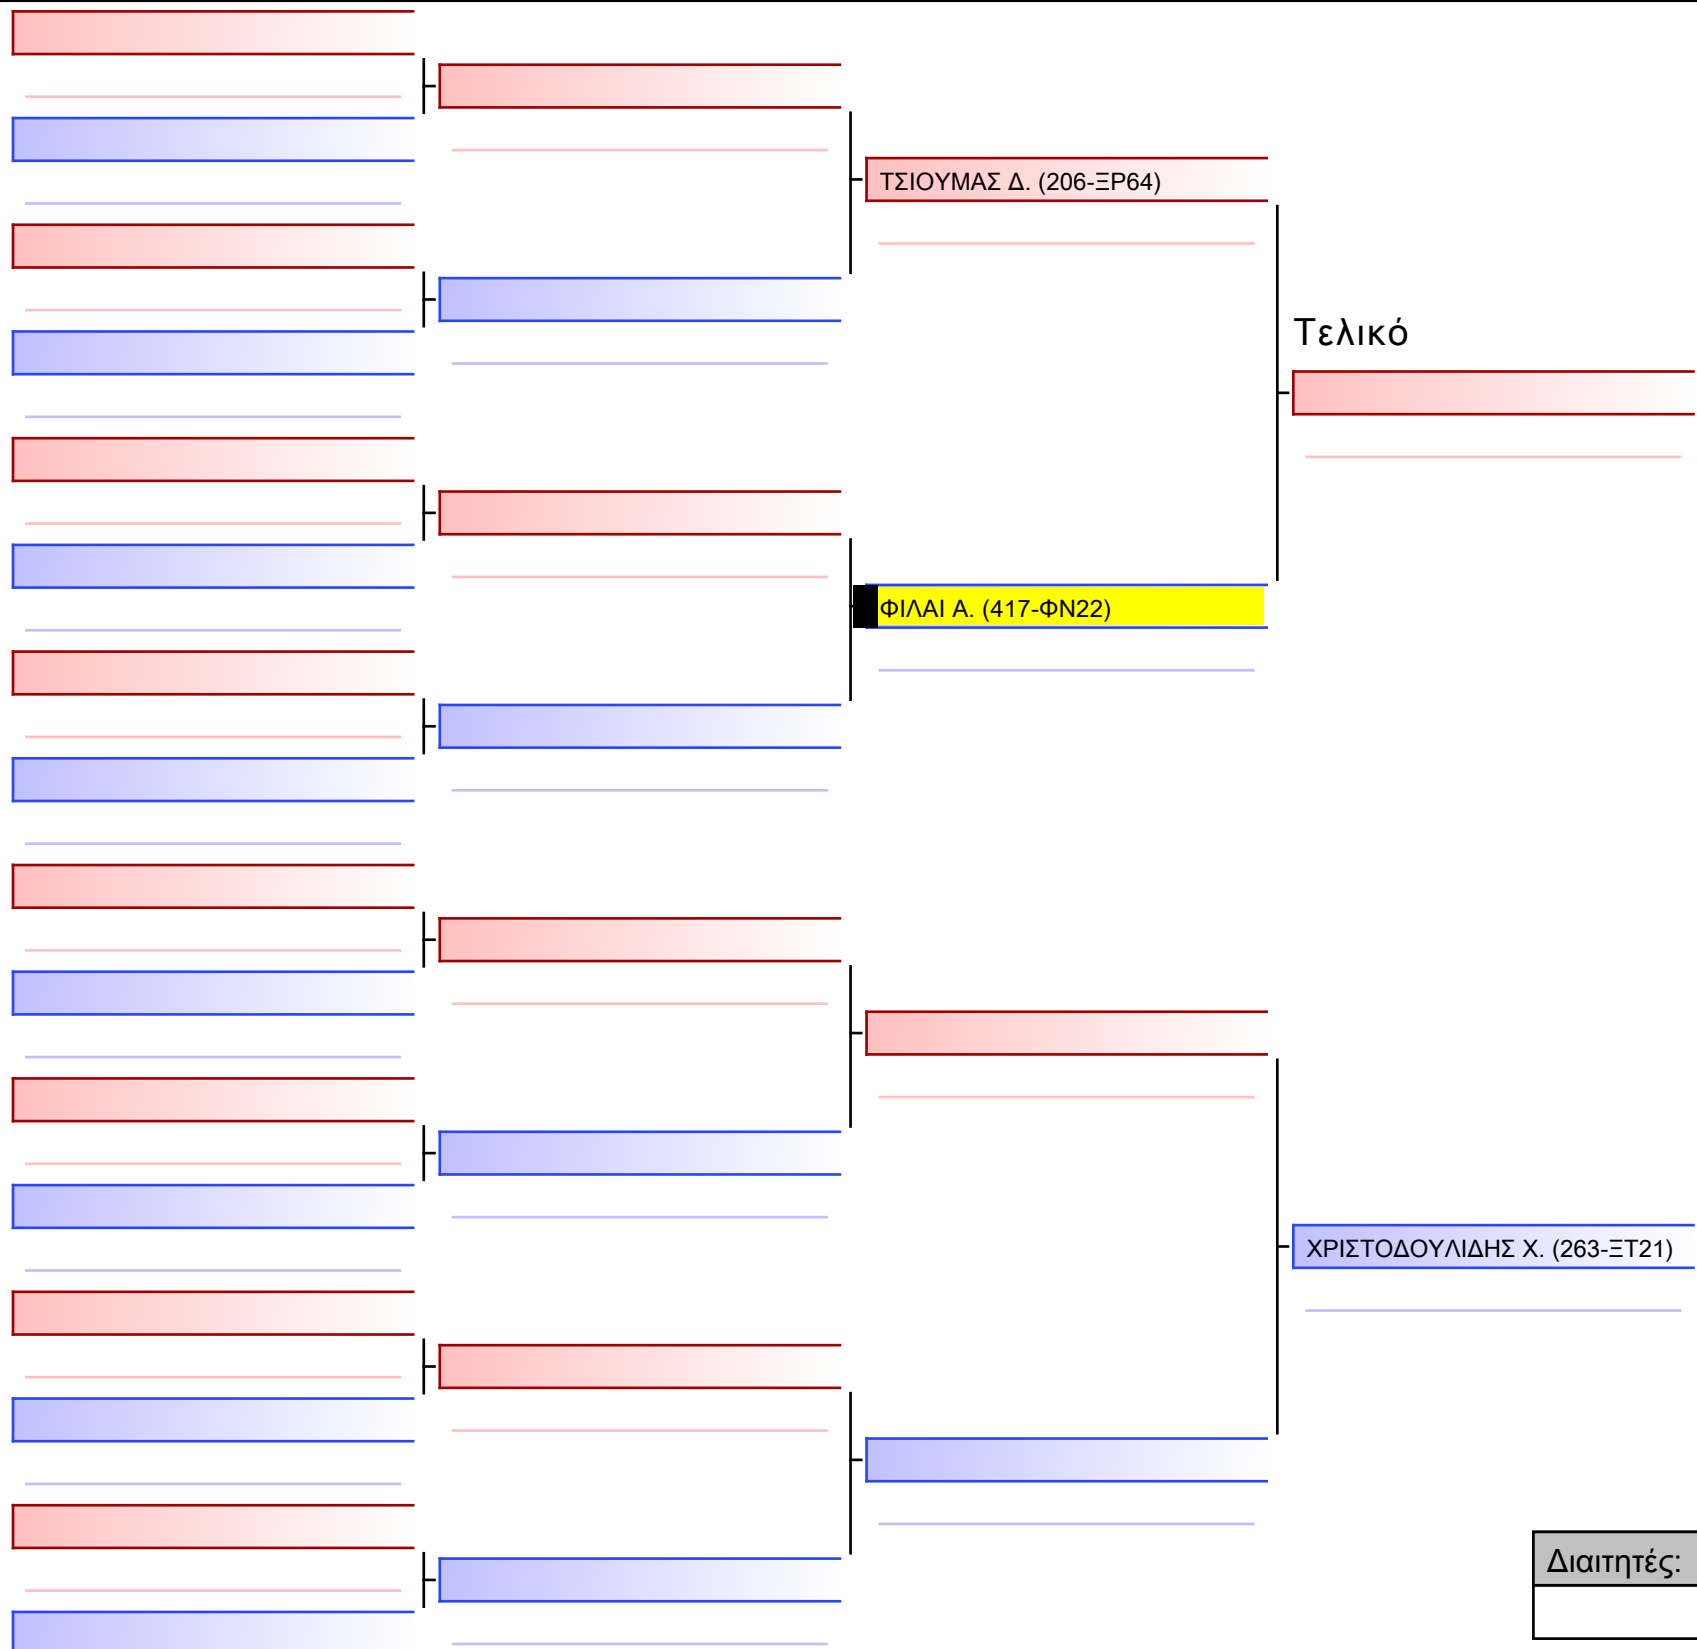 ΤΣΙΟΥΜΑΣ Δ. (206-ΞΡ64)
Τελικό
ΦΙΛΑΙ Α. (417-ΦΝ22)
ΧΡΙΣΤΟΔΟΥΛΙΔΗΣ Χ. (263-ΞΤ21)
Διαιτητές: